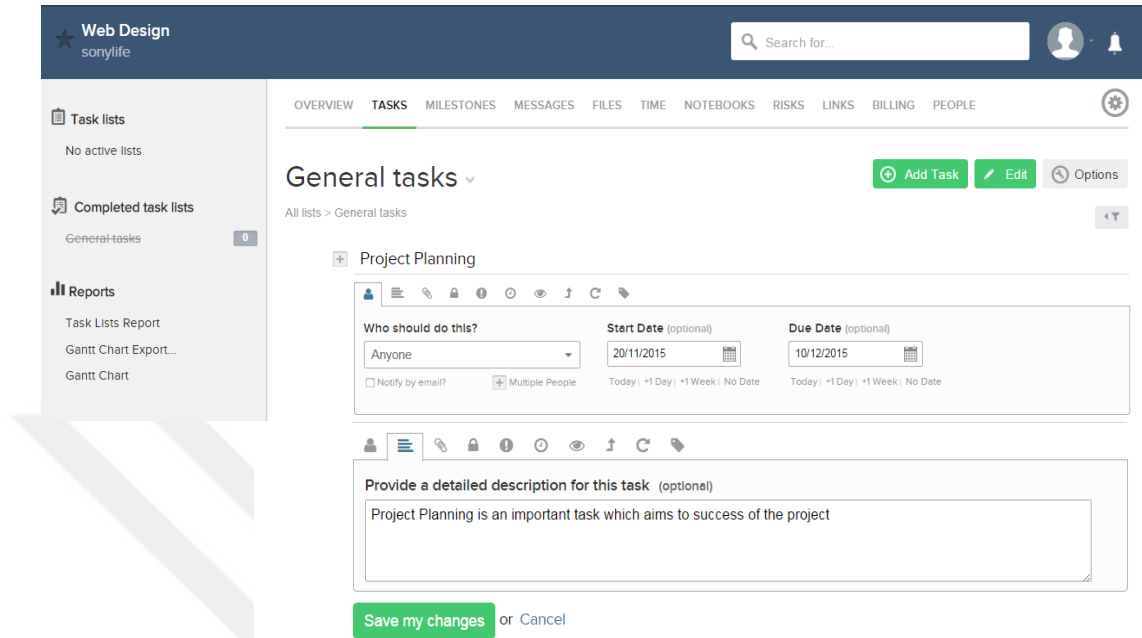 Web Design
sonylife
Search for...
Task lists
No active lists
Completed task lists
General tasks 0
Reports
Task Lists Report
Gantt Chart Export...
Gantt Chart
OVERVIEW TASKS MILESTONES MESSAGES FILES TIME NOTEBOOKS RISKS LINKS BILLING PEOPLE
General tasks
Add Task Edit Options
All lists > General tasks
Project Planning
Who should do this? Start Date (optional) Due Date (optional)
Anyone 20/11/2015 10/12/2015
Notify by email? Multiple People Today | +1 Day | +1 Week | No Date Today | +1 Day | +1 Week | No Date
Provide a detailed description for this task (optional)
Project Planning is an important task which aims to success of the project
Save my changes or Cancel